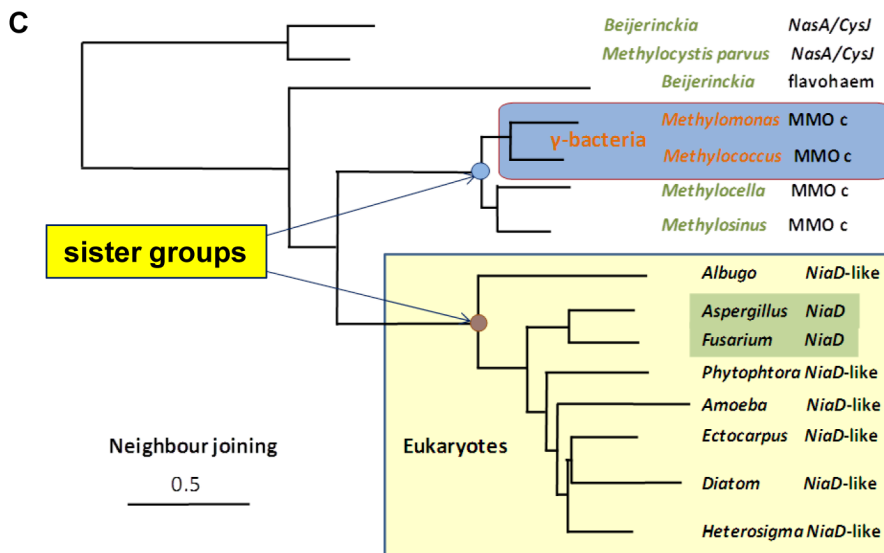 C
Beijerinckia NasA/CysJ
Methylocystis parvus NasA/CysJ
Beijerinckia flavohaem
Methylomonas MMO c
γ-bacteria
Methylococcus MMO c
Methylocella MMO c
sister groups
Methylosinus MMO c
Albugo NiaD-like
Aspergillus NiaD
Fusarium NiaD
Phytophtora NiaD-like
Amoeba NiaD-like
Neighbour joining
Eukaryotes
Ectocarpus NiaD-like
0.5
Diatom NiaD-like
Heterosigma NiaD-like